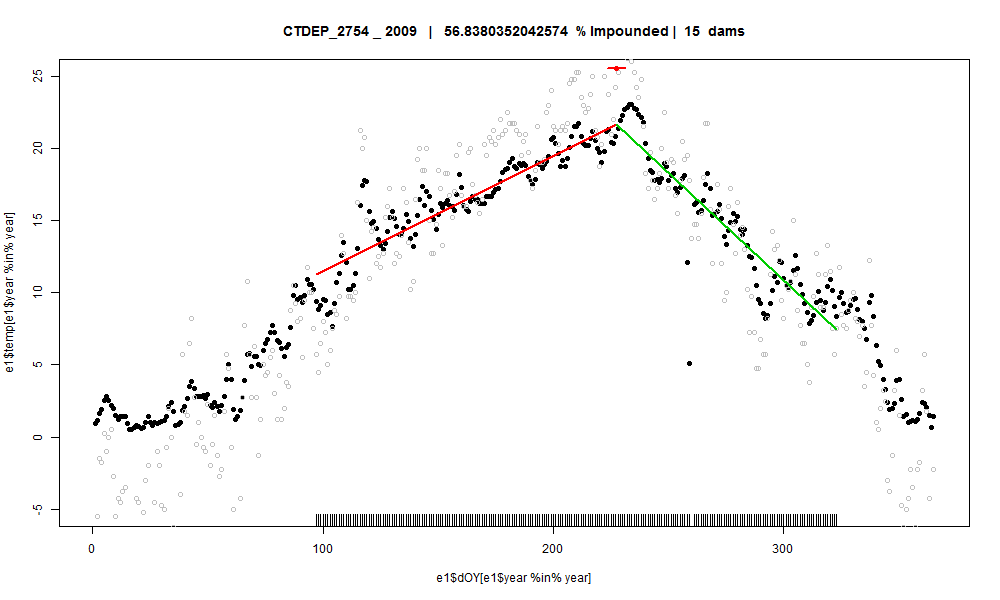 CTDEP_2754 _ 2009 | 56.8380352042574 % Impounded | 15 dams
25
20
15
10
5
0
-5
e1$temp[e1$year %in% year]
0 100 200 300
e1$dOY[e1$year %in% year]